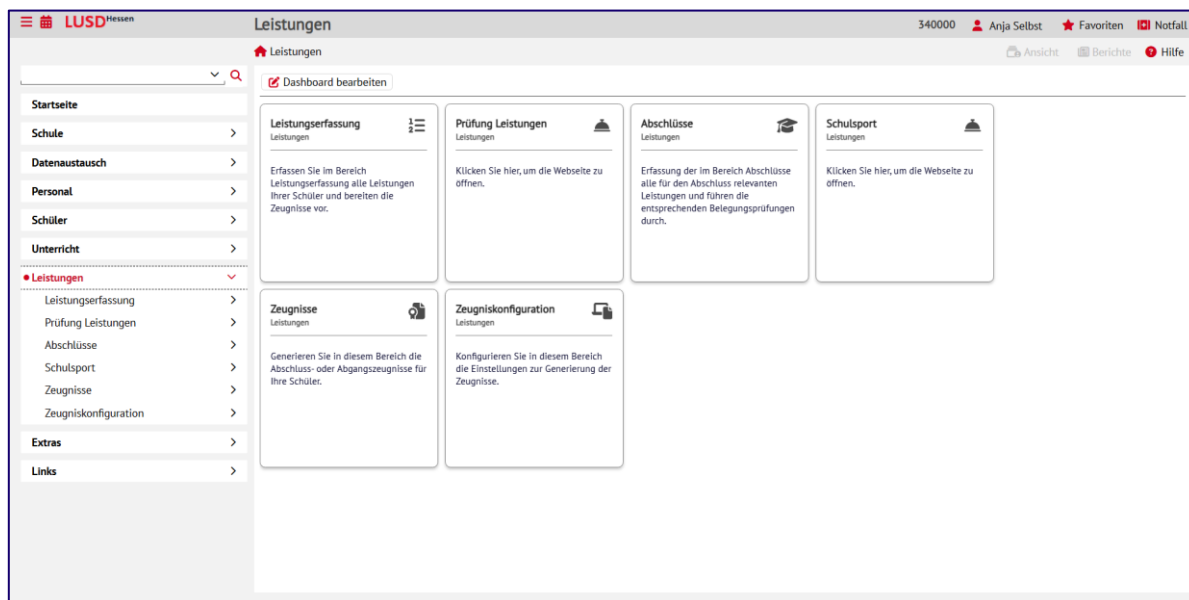 LUSD Hessen
Leistungen
340000 Anja Selbst Favoriten Notfall
Leistungen
Ansicht Berichte Hilfe
Dashboard bearbeiten
Startseite
Schule
Datenaustausch
Personal
Schüler
Unterricht
Leistungen
Leistungserfassung
Prüfung Leistungen
Abschlüsse
Schulsport
Zeugnisse
Zeugniskonfiguration
Extras
Links
Leistungserfassung
Leistungen
Erfassen Sie im Bereich
Leistungserfassung alle Leistungen
Ihrer Schüler und bereiten die
Zeugnisse vor.
Prüfung Leistungen
Leistungen
Klicken Sie hier, um die Webseite zu
öffnen.
Abschlüsse
Leistungen
Erfassung der im Bereich Abschlüsse
alle für den Abschluss relevanten
Leistungen und führen die
entsprechenden Belegungsprüfungen
durch.
Schulsport
Leistungen
Klicken Sie hier, um die Webseite zu
öffnen.
Zeugnisse
Leistungen
Generieren Sie in diesem Bereich die
Abschluss- oder Abgangszeugnisse für
Ihre Schüler.
Zeugniskonfiguration
Leistungen
Konfigurieren Sie in diesem Bereich
die Einstellungen zur Generierung der
Zeugnisse.